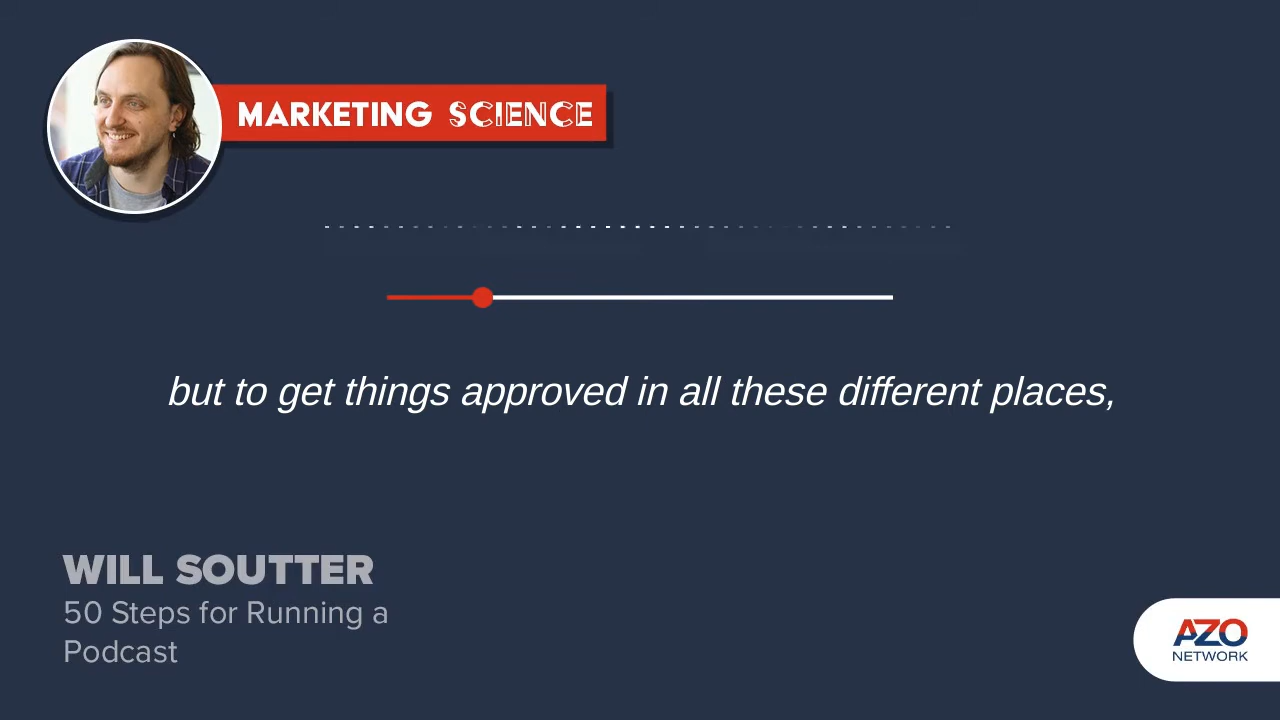 MARKETING SCIENCE
but to get things approved in all these different places,
WILL SOUTTER
50 Steps for Running a
Podcast
AZO
NETWORK